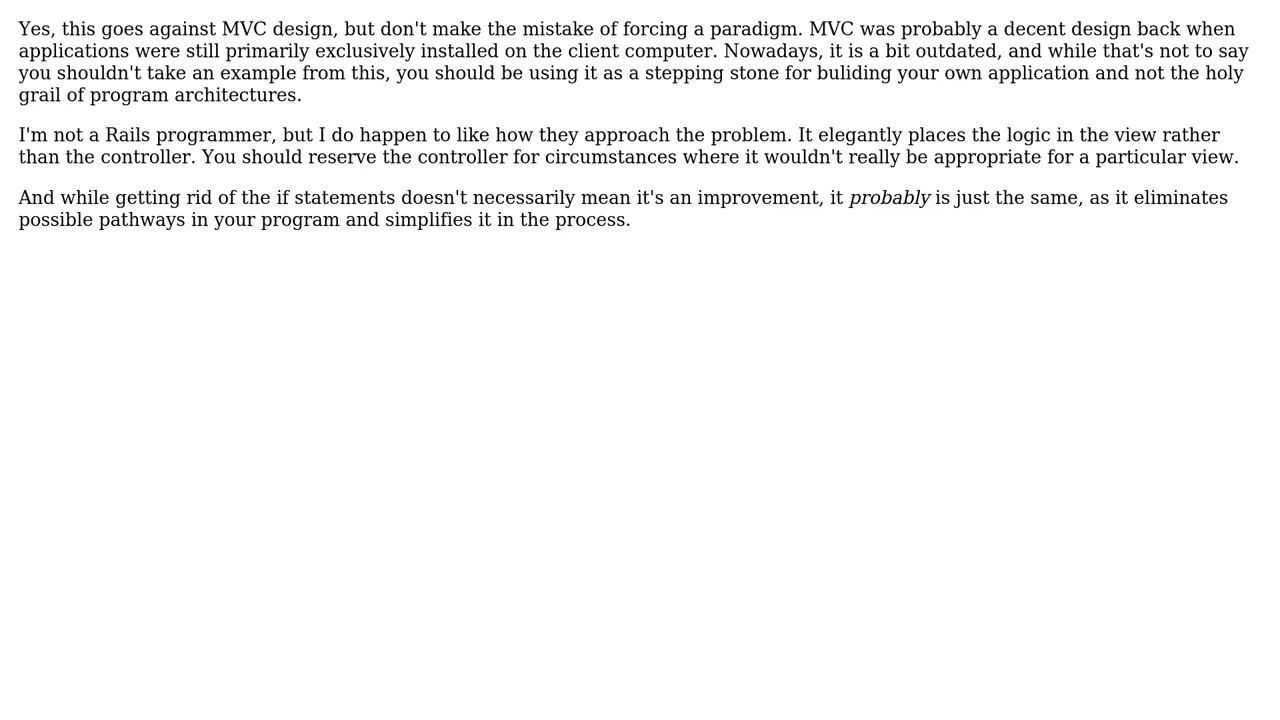 Yes, this goes against MVC design, but don't make the mistake of forcing a paradigm. MVC was probably a decent design back when
applications were still primarily exclusively installed on the client computer. Nowadays, it is a bit outdated, and while that's not to say
you shouldn't take an example from this, you should be using it as a stepping stone for buliding your own application and not the holy
grail of program architectures.
I'm not a Rails programmer, but I do happen to like how they approach the problem. It elegantly places the logic in the view rather
than the controller. You should reserve the controller for circumstances where it wouldn't really be appropriate for a particular view.
And while getting rid of the if statements doesn't necessarily mean it's an improvement, it probably is just the same, as it eliminates
possible pathways in your program and simplifies it in the process.